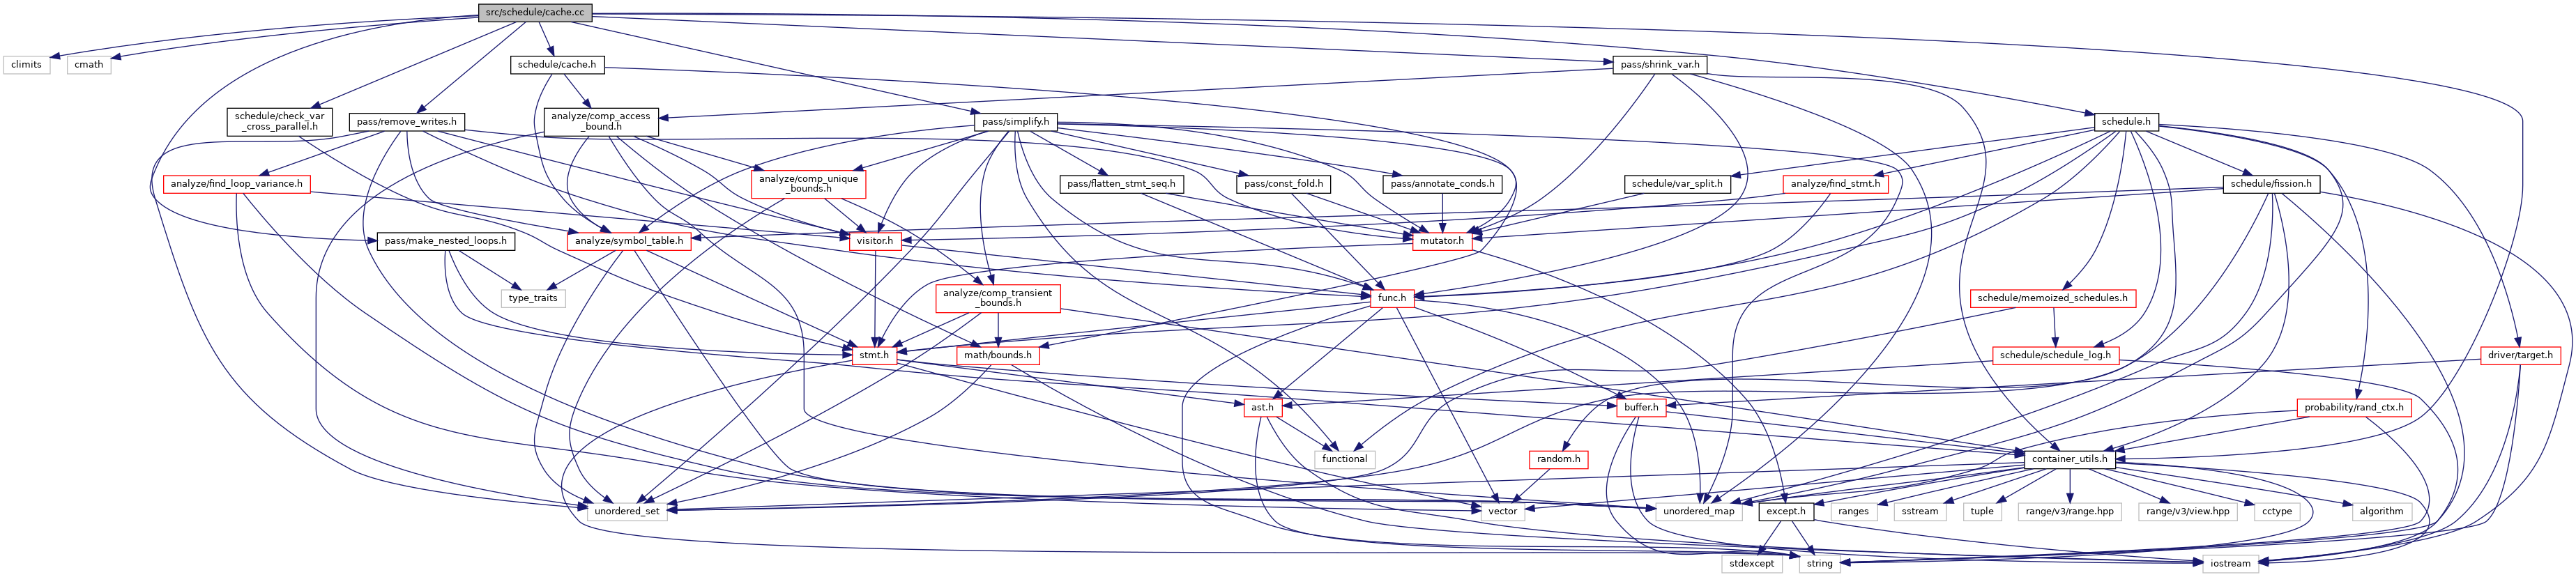 src/schedule/cache.cc
climits
cmath
schedule/cache.h
pass/shrink_var.h
schedule/check_var
_cross_parallel.h
pass/remove_writes.h
analyze/comp_access
_bound.h
pass/simplify.h
schedule.h
analyze/find_loop_variance.h
analyze/comp_unique
_bounds.h
pass/flatten_stmt_seq.h
pass/const_fold.h
pass/annotate_conds.h
schedule/var_split.h
analyze/find_stmt.h
schedule/fission.h
pass/make_nested_loops.h
analyze/symbol_table.h
visitor.h
mutator.h
type_traits
analyze/comp_transient
_bounds.h
func.h
schedule/memoized_schedules.h
stmt.h
math/bounds.h
schedule/schedule_log.h
driver/target.h
ast.h
buffer.h
probability/rand_ctx.h
functional
random.h
container_utils.h
unordered_set
vector
unordered_map
except.h
ranges
sstream
tuple
range/v3/range.hpp
range/v3/view.hpp
cctype
algorithm
stdexcept
string
iostream